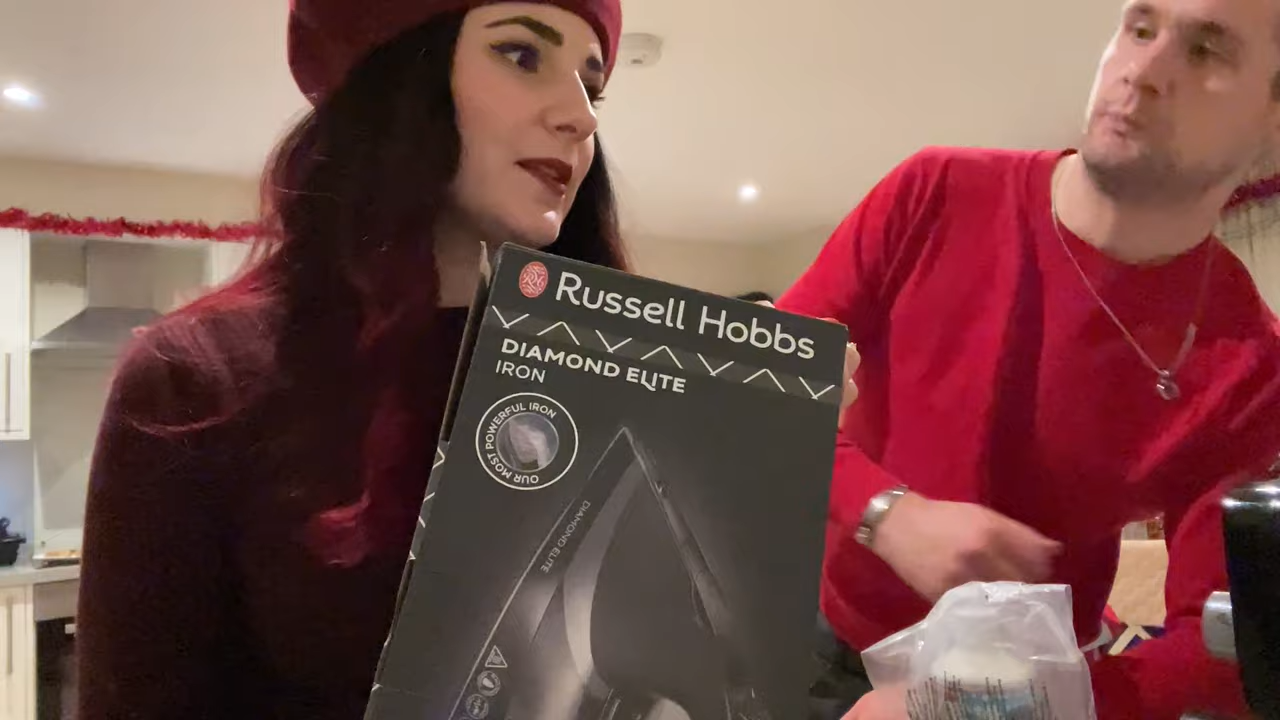 Russell Hobbs
DIAMOND ELITE
IRON
OUR MOST POWERFUL IRON
DIAMOND ELITE